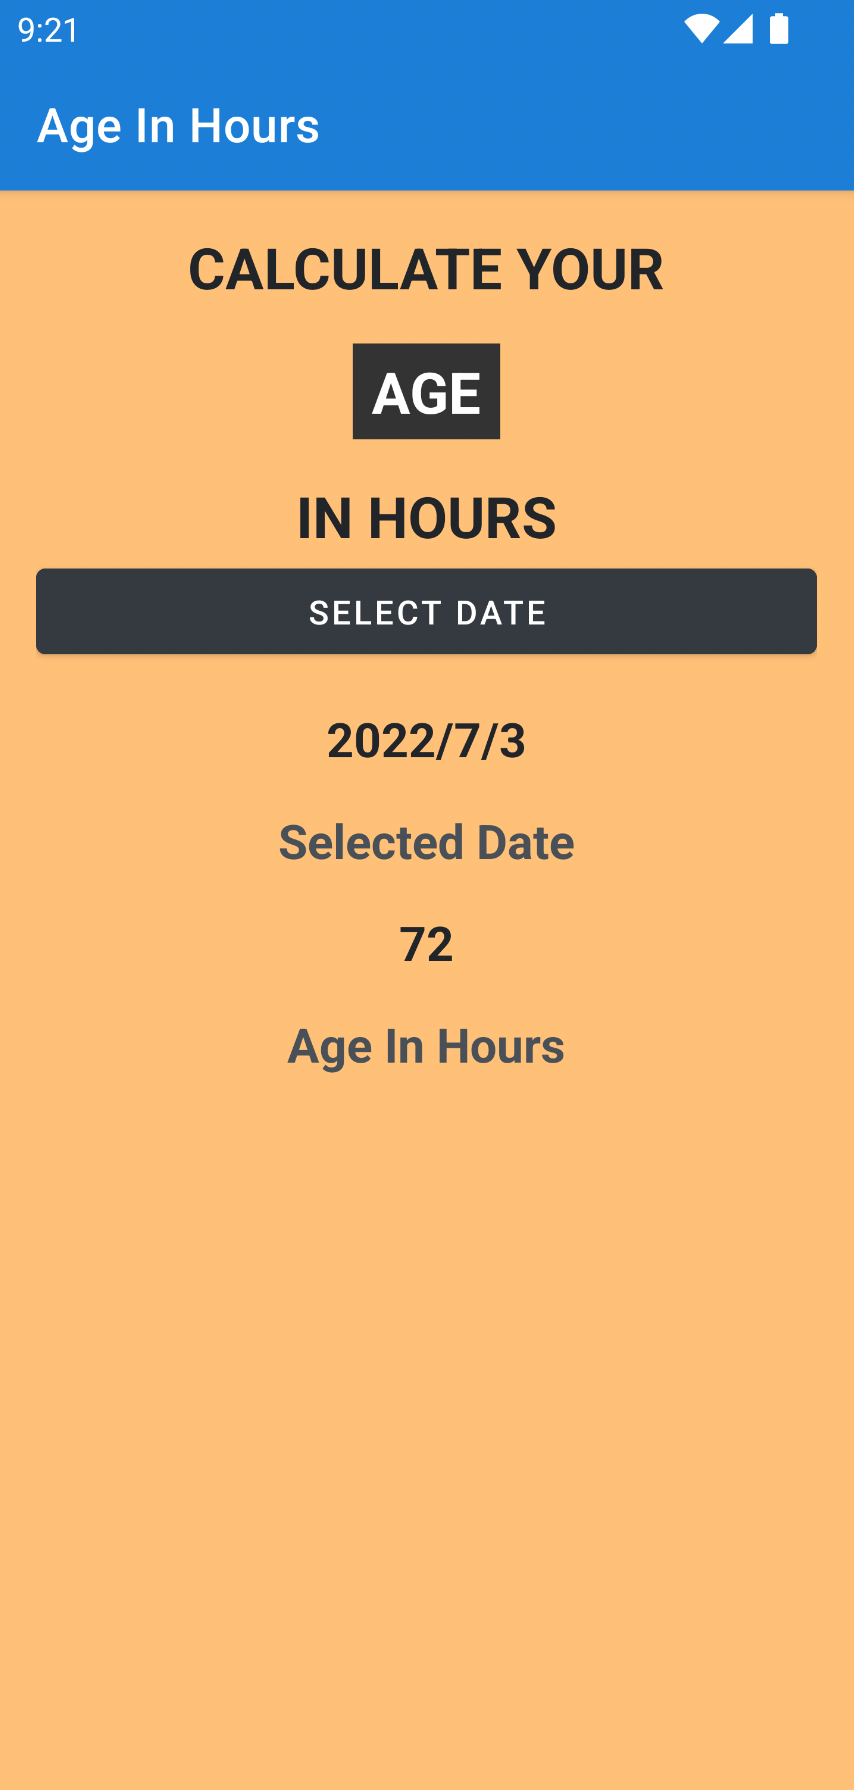 9:21
Age In Hours
CALCULATE YOUR
AGE
IN HOURS
SELECT DATE
2022/7/3
Selected Date
72
Age In Hours